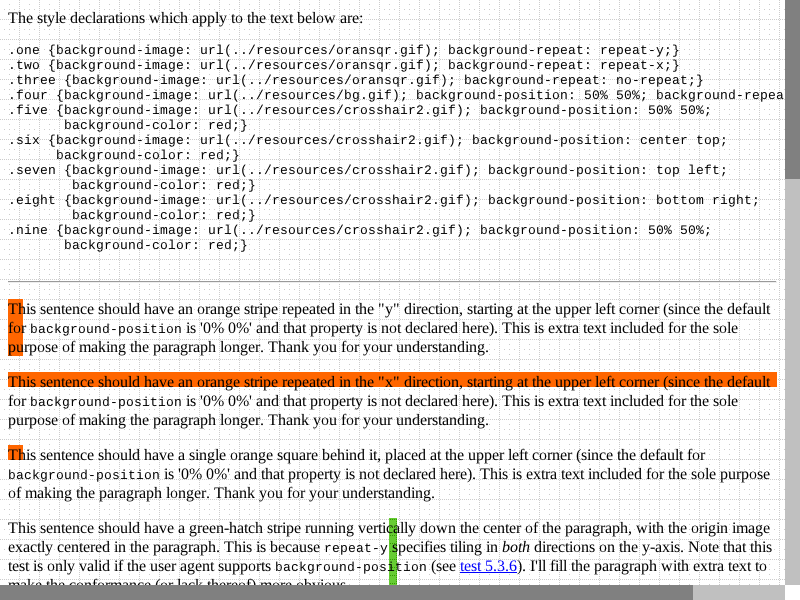 The style declarations which apply to the text below are:
.one {background-image: url(../resources/oransqr.gif); background-repeat: repeat-y;}
.two {background-image: url(../resources/oransqr.gif); background-repeat: repeat-x;}
.three {background-image: url(../resources/oransqr.gif); background-repeat: no-repeat;}
.four {background-image: url(../resources/bg.gif); background-position: 50% 50%; background-repea
.five {background-image: url(../resources/crosshair2.gif); background-position: 50% 50%;
background-color: red;}
.six {background-image: url(../resources/crosshair2.gif); background-position: center top;
background-color: red;}
.seven {background-image: url(../resources/crosshair2.gif); background-position: top left;
background-color: red;}
.eight {background-image: url(../resources/crosshair2.gif); background-position: bottom right;
background-color: red;}
.nine {background-image: url(../resources/crosshair2.gif); background-position: 50% 50%;
background-color: red;}
This sentence should have an orange stripe repeated in the "y" direction, starting at the upper left corner (since the default
for background-position is '0% 0%' and that property is not declared here). This is extra text included for the sole
purpose of making the paragraph longer. Thank you for your understanding.
This sentence should have an orange stripe repeated in the "x" direction, starting at the upper left corner (since the default
for background-position is '0% 0%' and that property is not declared here). This is extra text included for the sole
purpose of making the paragraph longer. Thank you for your understanding.
This sentence should have a single orange square behind it, placed at the upper left corner (since the default for
background-position is '0% 0%' and that property is not declared here). This is extra text included for the sole purpose
of making the paragraph longer. Thank you for your understanding.
This sentence should have a green-hatch stripe running vertically down the center of the paragraph, with the origin image
exactly centered in the paragraph. This is because repeat-y specifies tiling in both directions on the y-axis. Note that this
test is only valid if the user agent supports background-position (see test 5.3.6). I'll fill the paragraph with extra text to
make the conformance (or lack thereof) more obvious.